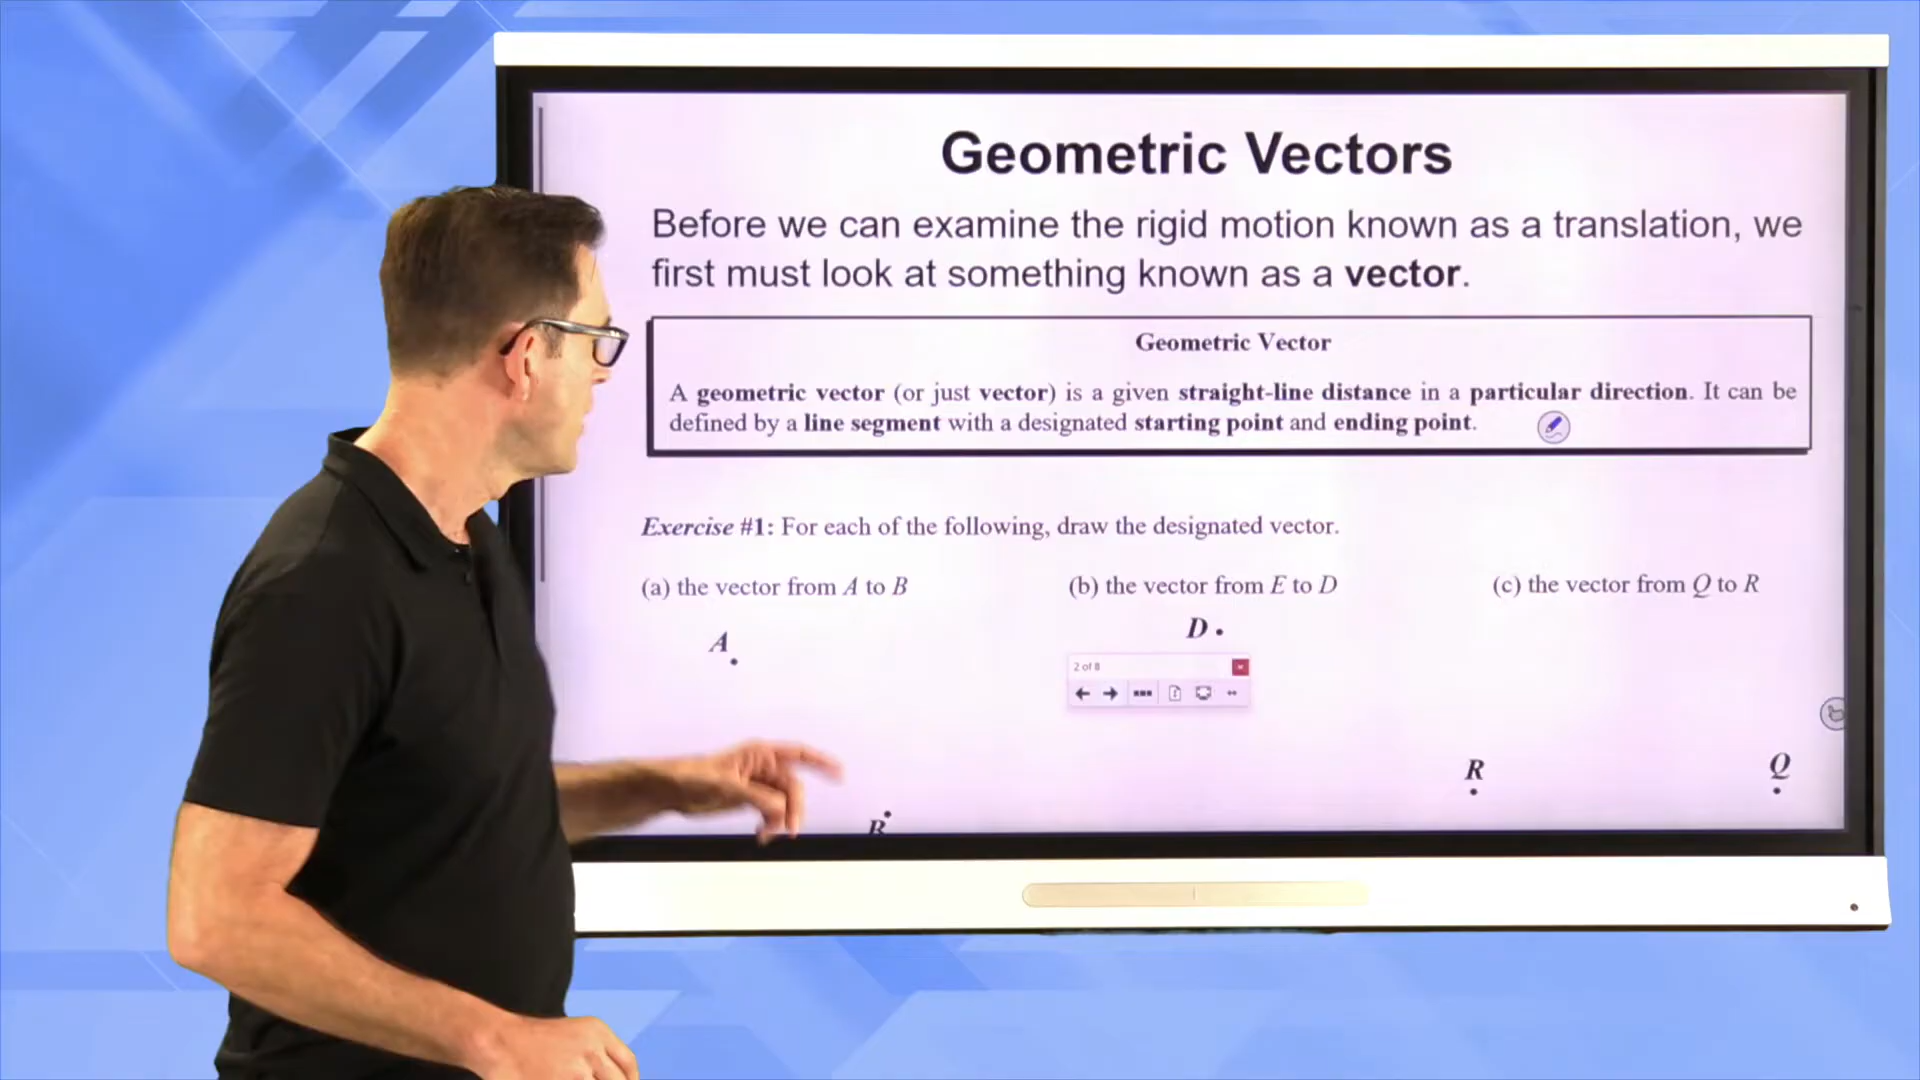 Geometric Vectors
Before we can examine the rigid motion known as a translation, we
first must look at something known as a vector.
Geometric Vector
A geometric vector (or just vector) is a given straight-line distance in a particular direction. It can be
defined by a line segment with a designated starting point and ending point.
Exercise #1: For each of the following, draw the designated vector.
(a) the vector from A to B
(b) the vector from E to D
(c) the vector from Q to R
A
D
2 of 8
R
Q
B